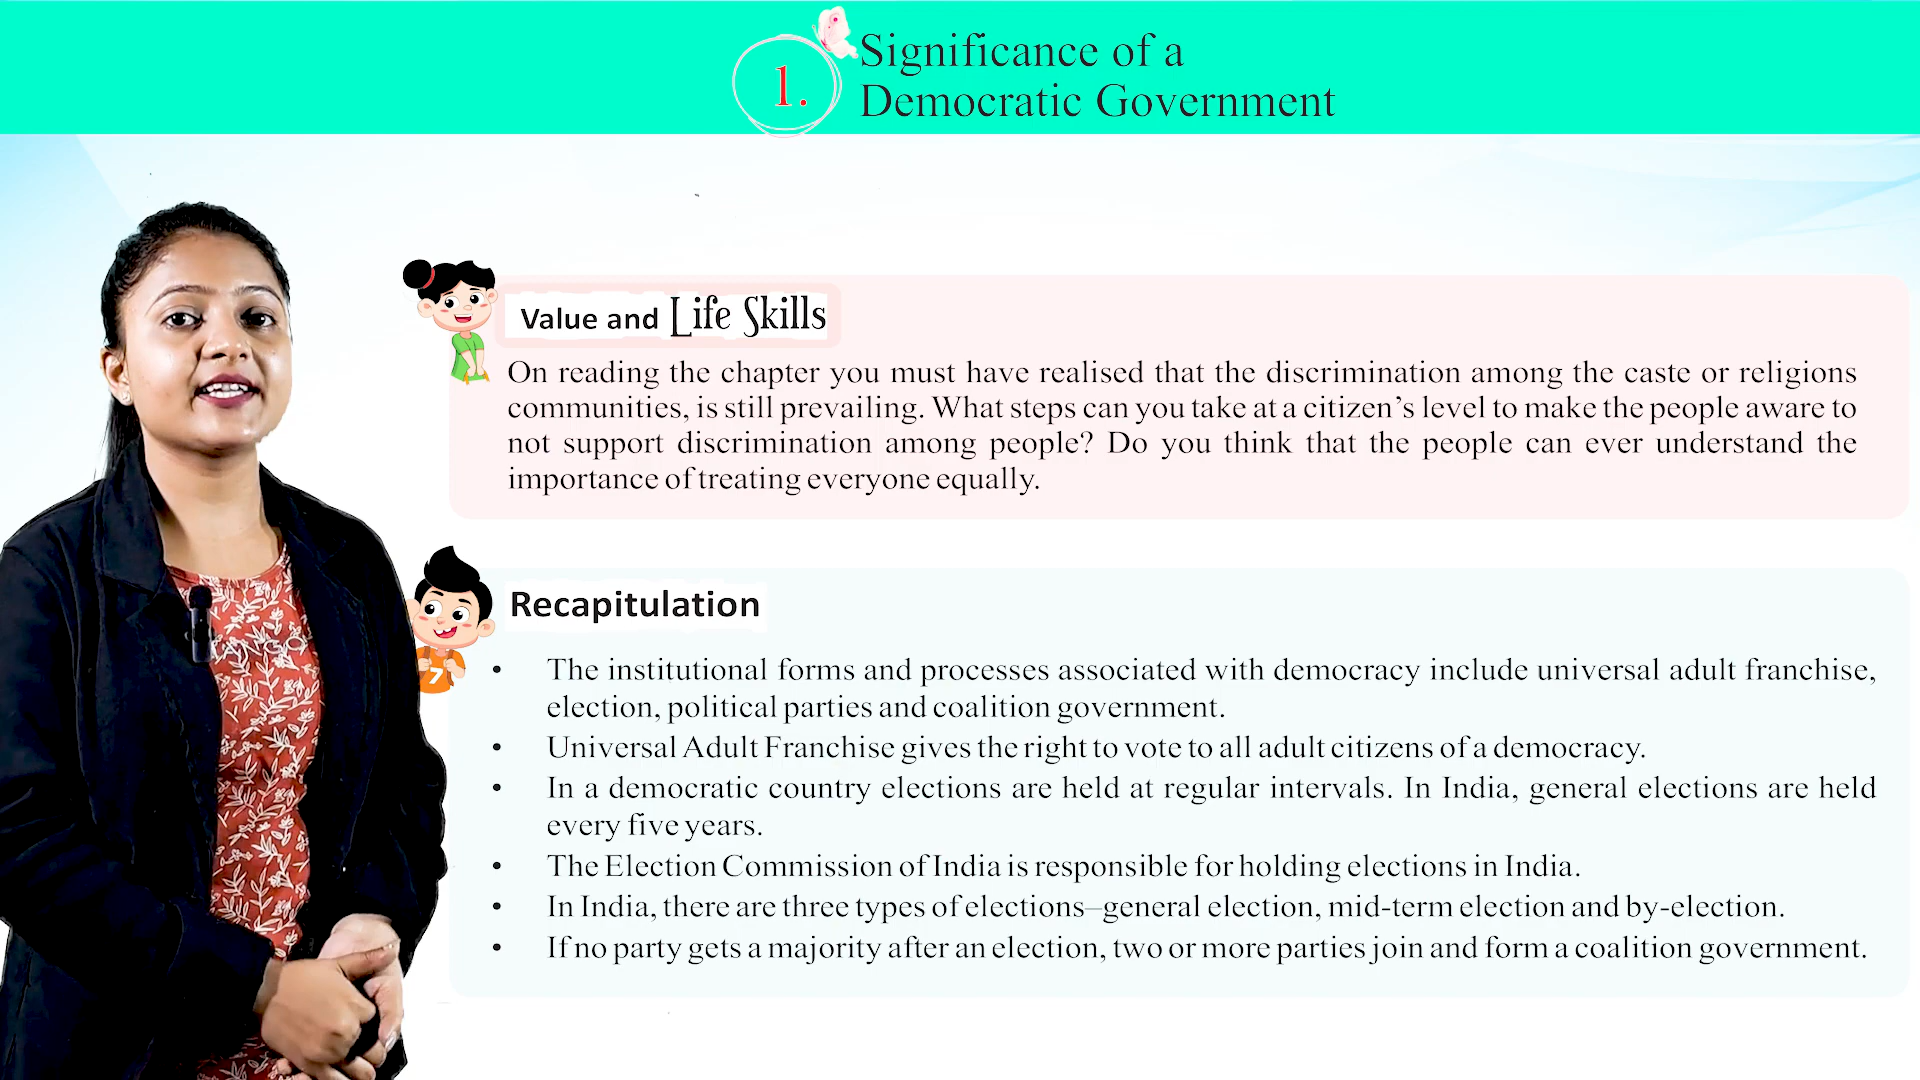 1.
Significance of a
Democratic Government
Value and Life Skills
On reading the chapter you must have realised that the discrimination among the caste or religions
communities, is still prevailing. What steps can you take at a citizen’s level to make the people aware to
not support discrimination among people? Do you think that the people can ever understand the
importance of treating everyone equally.
Recapitulation
7
• The institutional forms and processes associated with democracy include universal adult franchise,
election, political parties and coalition government.
• Universal Adult Franchise gives the right to vote to all adult citizens of a democracy.
• In a democratic country elections are held at regular intervals. In India, general elections are held
every five years.
• The Election Commission of India is responsible for holding elections in India.
• In India, there are three types of elections–general election, mid-term election and by-election.
• If no party gets a majority after an election, two or more parties join and form a coalition government.